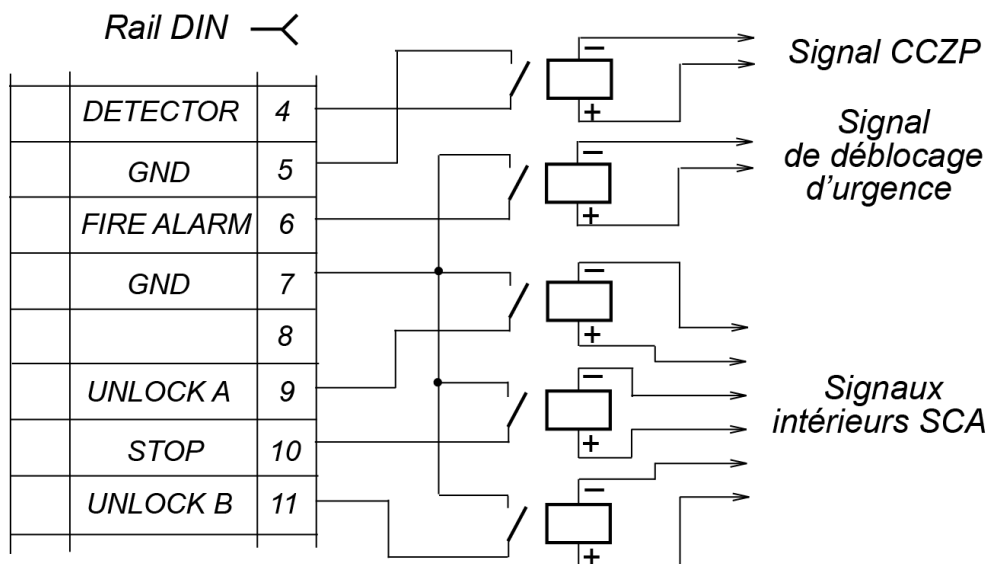 Rail DIN
DETECTOR 4
GND 5
FIRE ALARM 6
GND 7
8
UNLOCK A 9
STOP 10
UNLOCK B 11
−
+
−
+
−
+
−
+
−
+
Signal CCZP
Signal
de déblocage
d'urgence
Signaux
intérieurs SCA